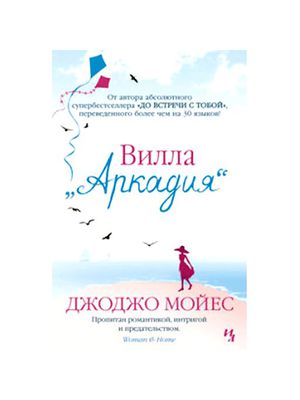 От автора абсолютного
супербестселлера «ДО ВСТРЕЧИ С ТОБОЙ»,
переведенного более чем на 30 языков!
Вилла
„Аркадия“
ДЖОДЖО МОЙЕС
Пропитан романтикой, интригой
и предательством.
Woman & Home